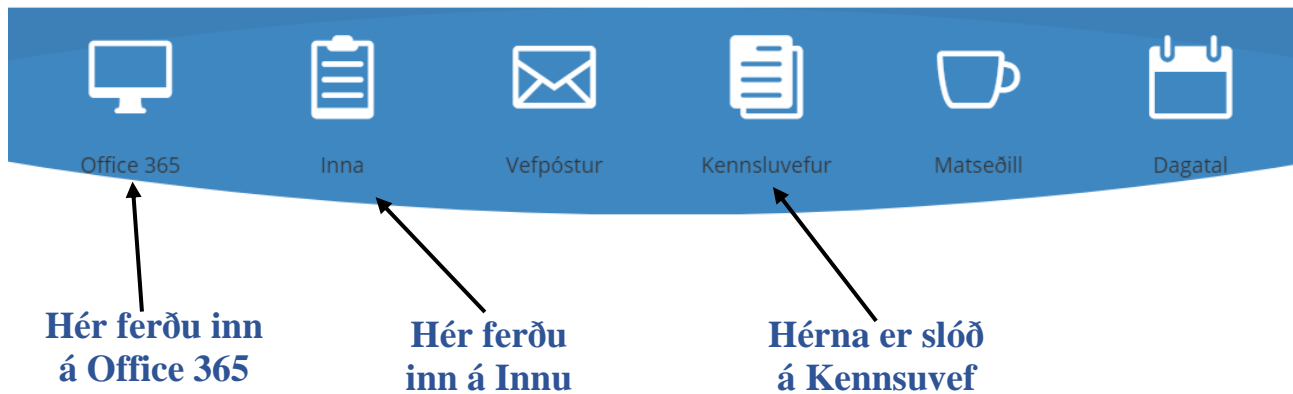 Office 365 Inna Vefpóstur Kennsluvefur Matseðill Dagatal
Hér ferðu inn
á Office 365
Hér ferðu
inn á Innu
Hérna er slóð
á Kennsuvef